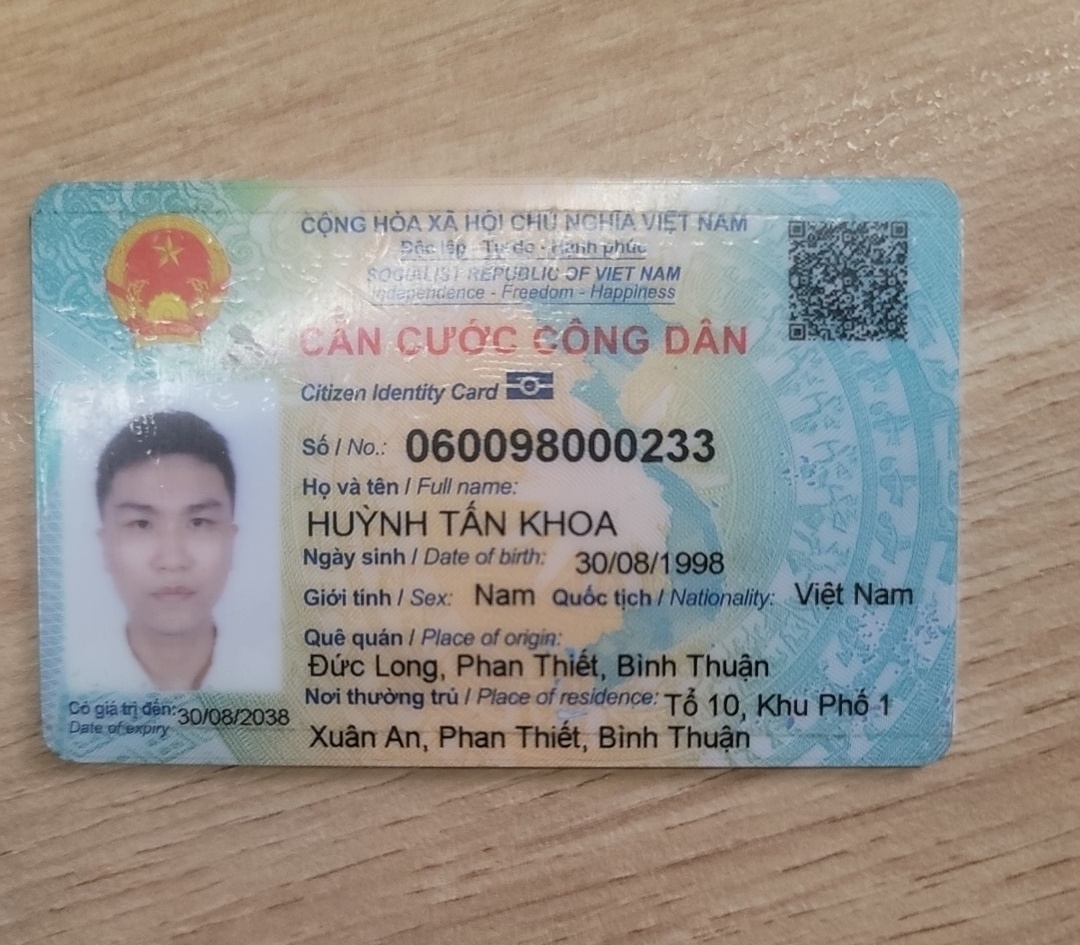 CỘNG HÒA XÃ HỘI CHỦ NGHĨA VIỆT NAM
Độc lập - Tự do - Hạnh phúc
SOCIALIST REPUBLIC OF VIET NAM
Independence - Freedom - Happiness
CĂN CƯỚC CÔNG DÂN
Citizen Identity Card
Số / No.: 060098000233
Họ và tên / Full name:
HUỲNH TẤN KHOA
Ngày sinh / Date of birth: 30/08/1998
Giới tính / Sex: Nam Quốc tịch / Nationality: Việt Nam
Quê quán / Place of origin:
Đức Long, Phan Thiết, Bình Thuận
Nơi thường trú / Place of residence: Tổ 10, Khu Phố 1
Xuân An, Phan Thiết, Bình Thuận
Có giá trị đến: 30/08/2038
Date of expiry